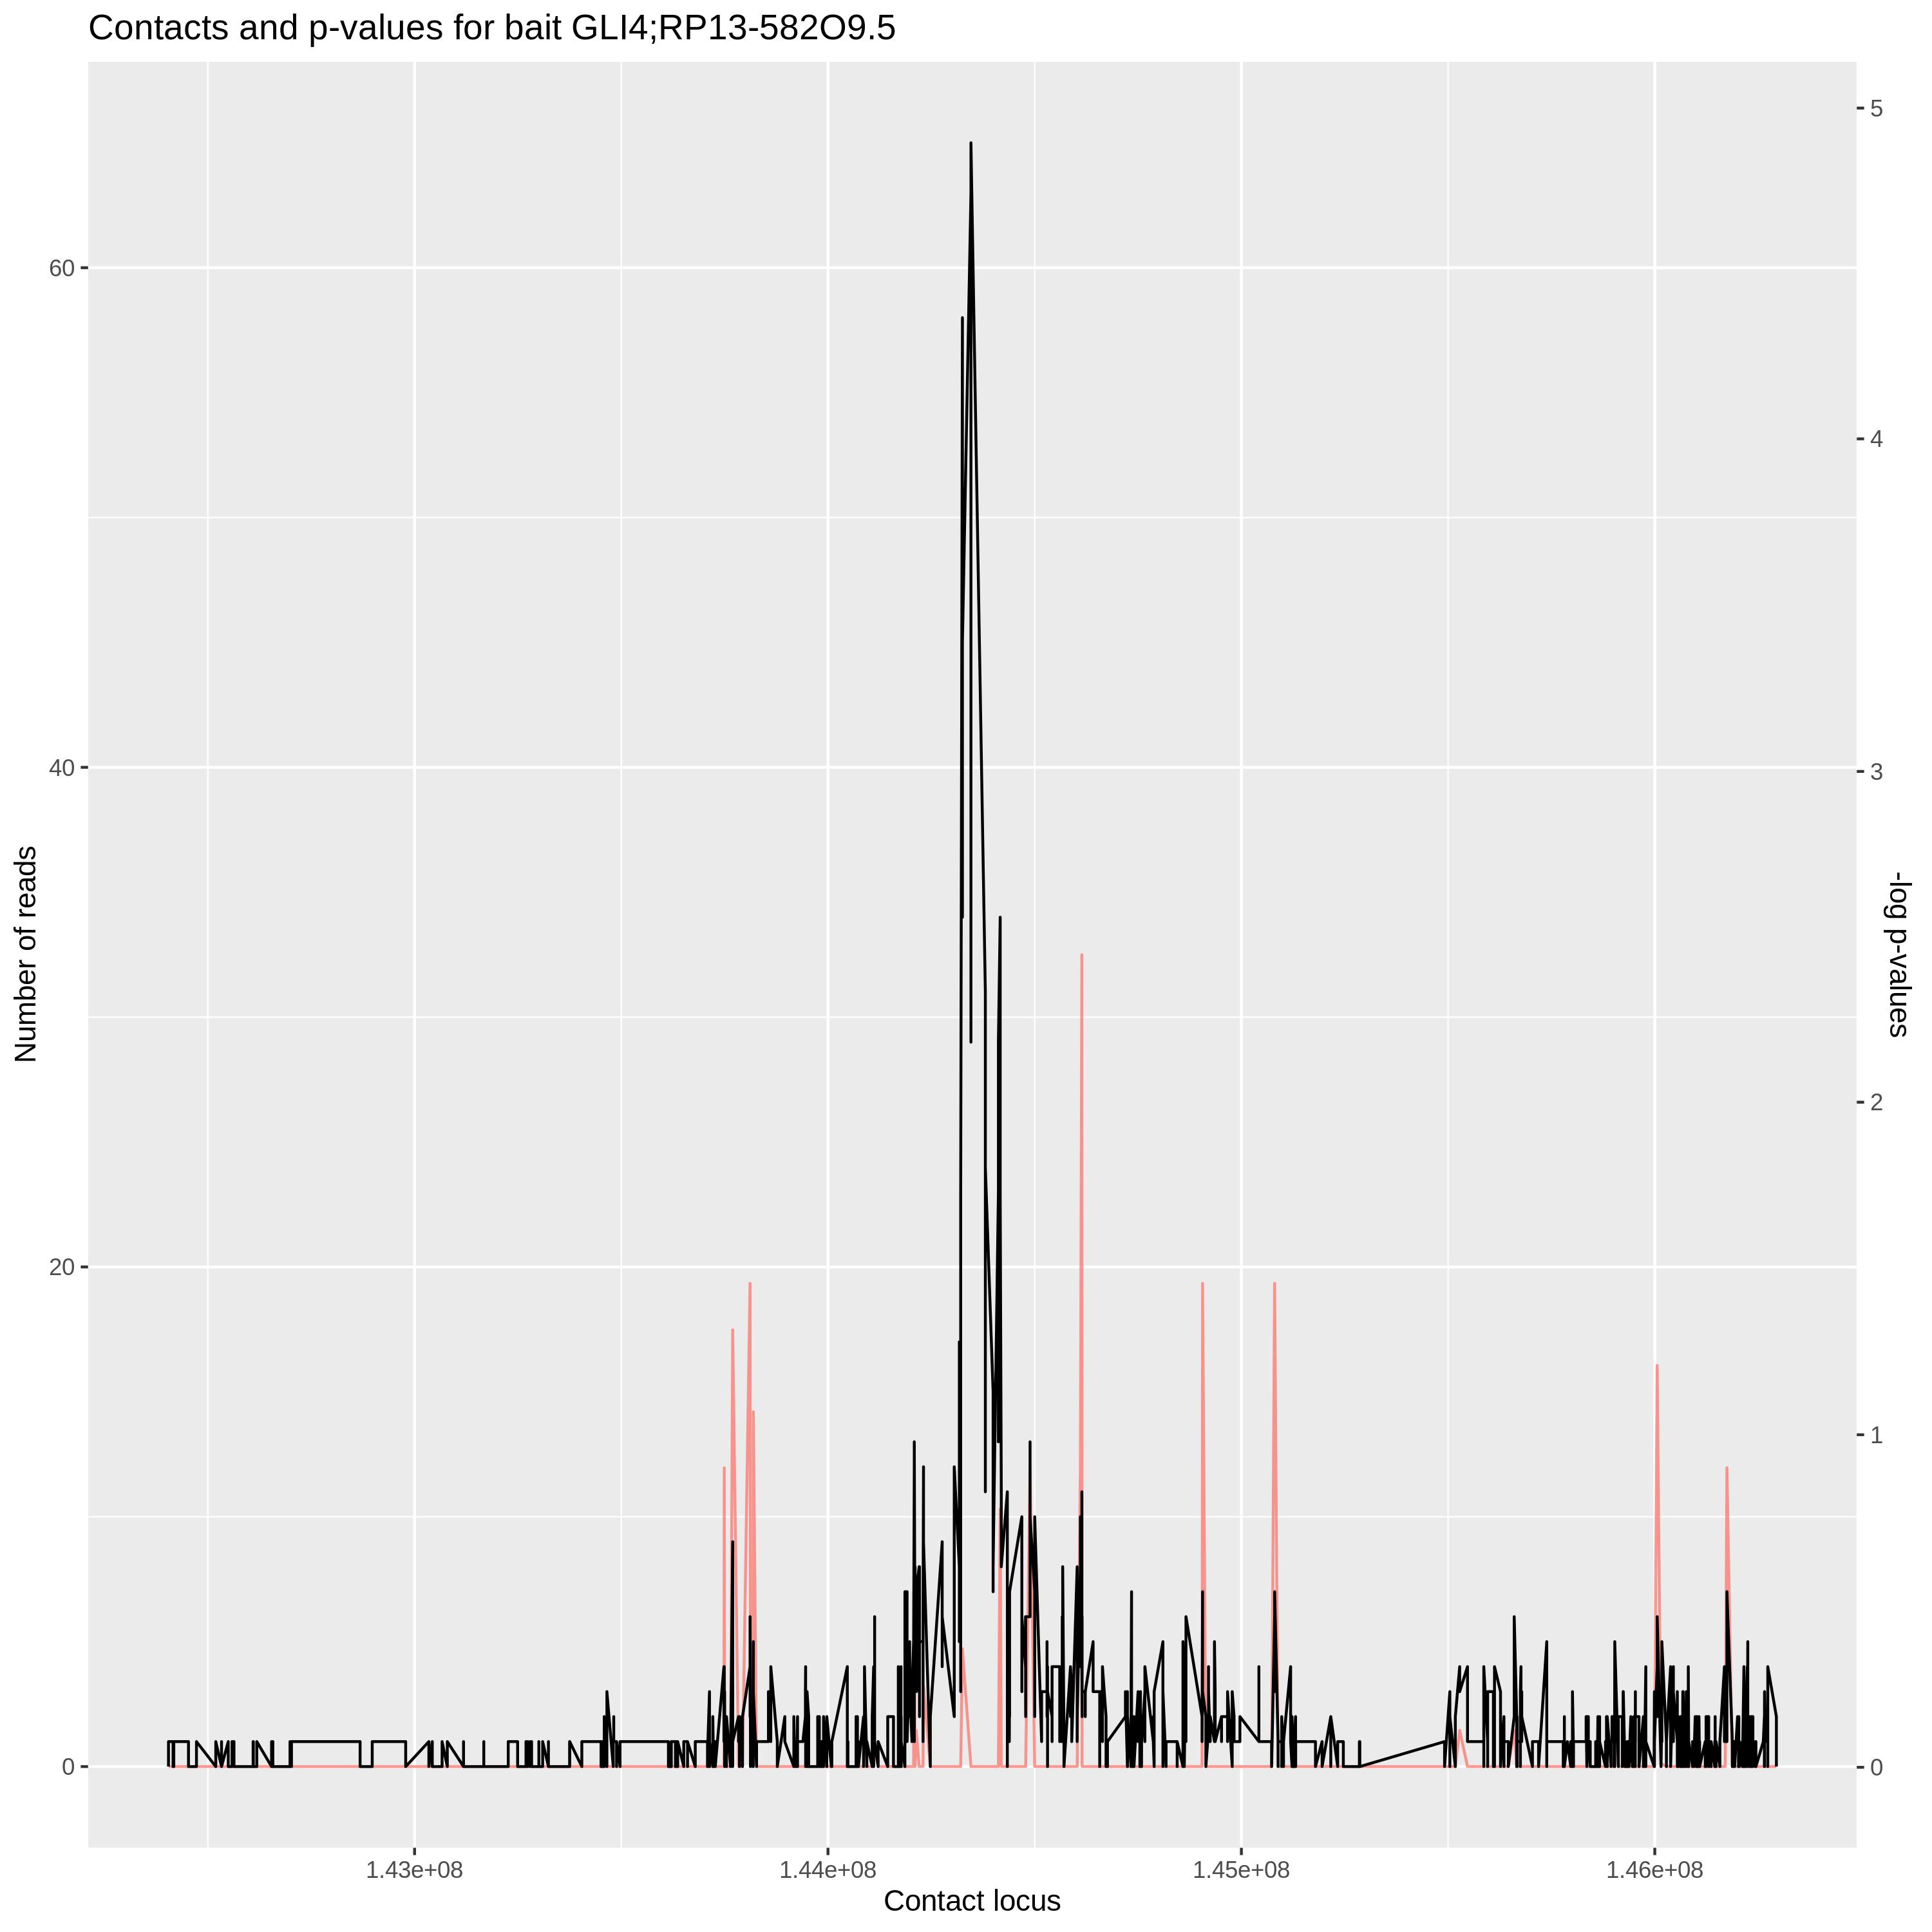 Contacts and p-values for bait GLI4;RP13-582O9.5
Number of reads
60
40
20
0
5
4
3
2
1
0
-log p-values
1.43e+08
1.44e+08
1.45e+08
1.46e+08
Contact locus